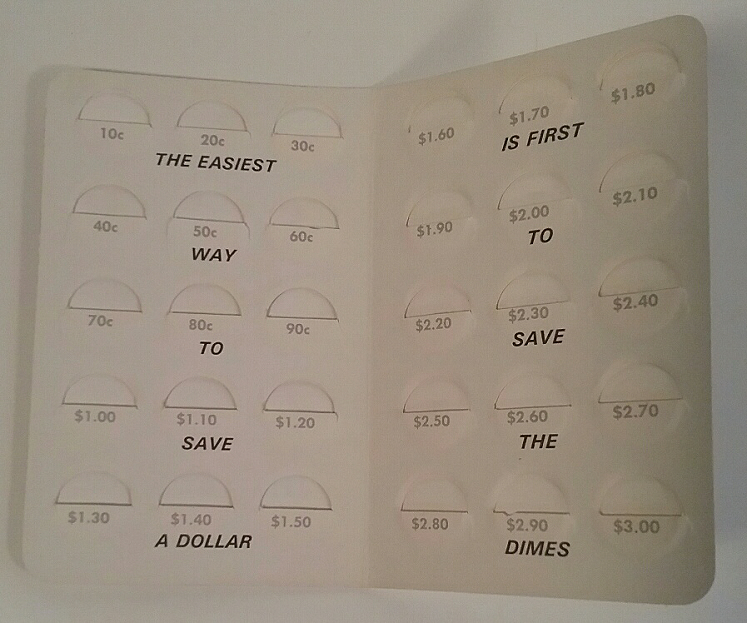 10c 20c 30c
THE EASIEST
40c 50c 60c
WAY
70c 80c 90c
TO
$1.00 $1.10 $1.20
SAVE
$1.30 $1.40 $1.50
A DOLLAR
$1.60 $1.70 $1.80
IS FIRST
$1.90 $2.00 $2.10
TO
$2.20 $2.30 $2.40
SAVE
$2.50 $2.60 $2.70
THE
$2.80 $2.90 $3.00
DIMES